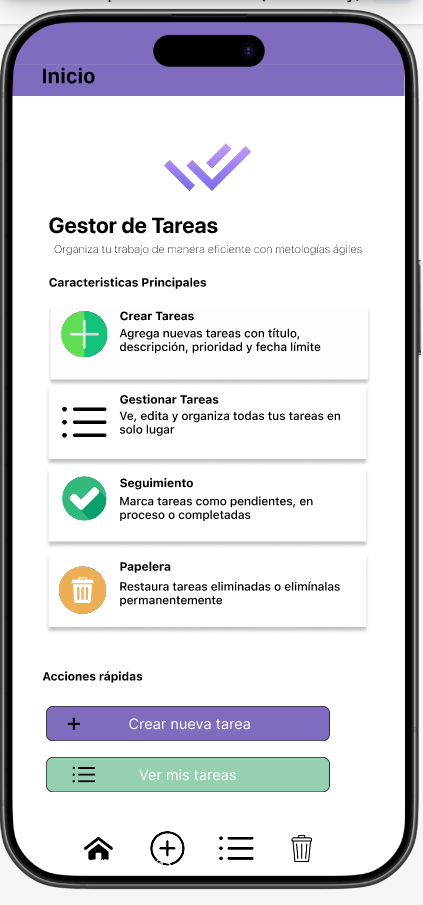 Inicio
Gestor de Tareas
Organiza tu trabajo de manera eficiente con metologías ágiles
Caracteristicas Principales
Crear Tareas
Agrega nuevas tareas con título,
descripción, prioridad y fecha límite
Gestionar Tareas
Ve, edita y organiza todas tus tareas en
solo lugar
Seguimiento
Marca tareas como pendientes, en
proceso o completadas
Papelera
Restaura tareas eliminadas o elimínalas
permanentemente
Acciones rápidas
Crear nueva tarea
Ver mis tareas